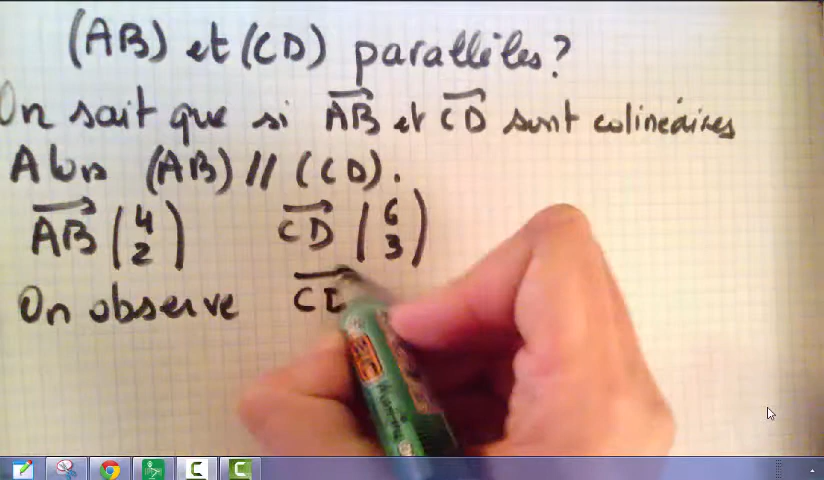 (AB) et (CD) parallèles?
On sait que si AB et CD sont colinéaires
Alors (AB) // (CD).
AB (4 2) CD (6 3)
On observe CD
BIC